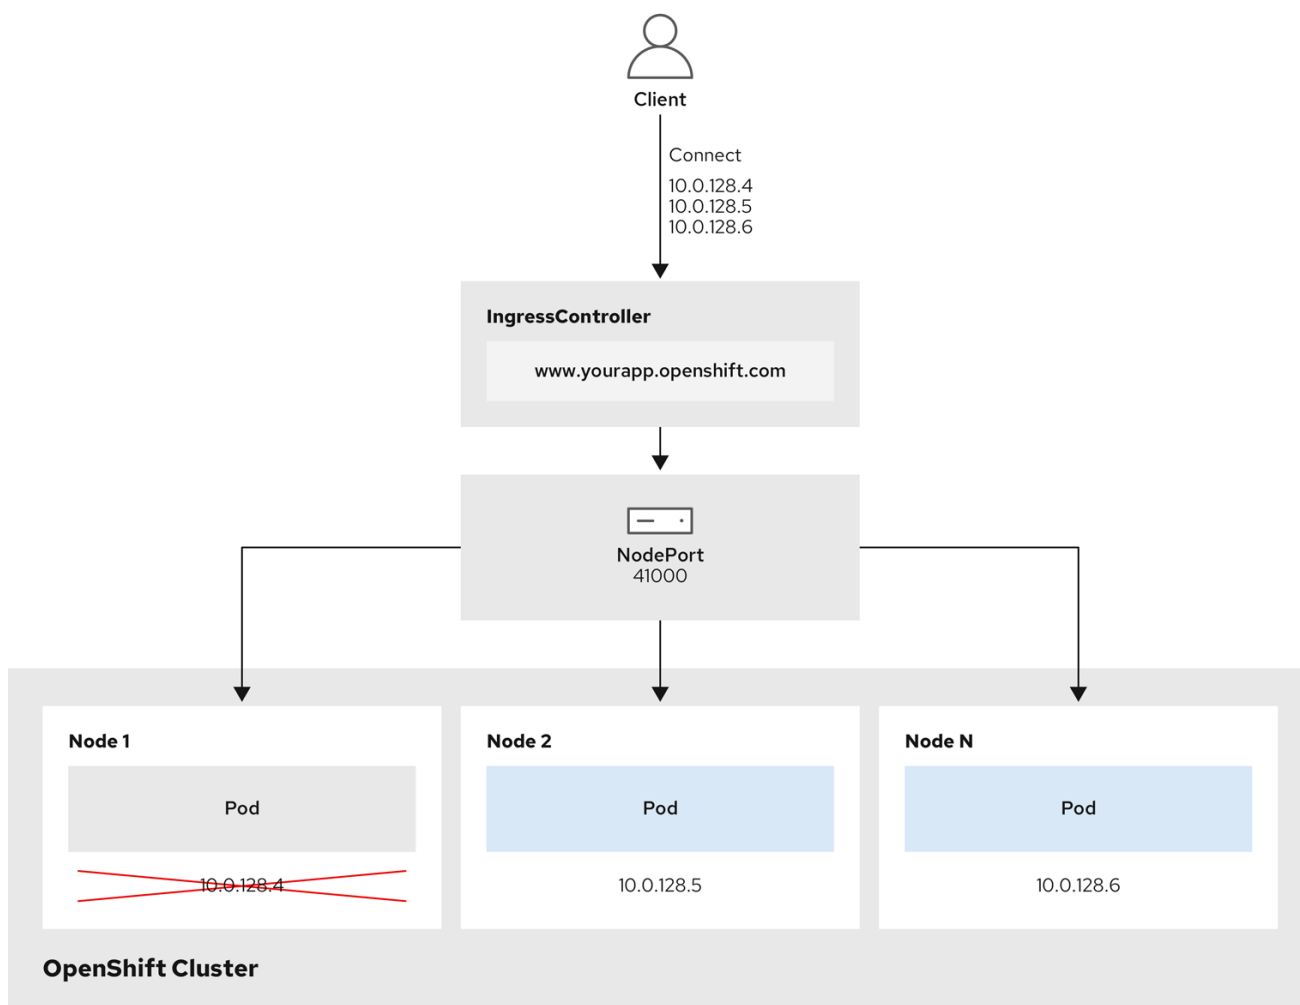 Client
Connect
10.0.128.4
10.0.128.5
10.0.128.6
IngressController
www.yourapp.openshift.com
NodePort
41000
Node 1
Pod
10.0.128.4
Node 2
Pod
10.0.128.5
Node N
Pod
10.0.128.6
OpenShift Cluster